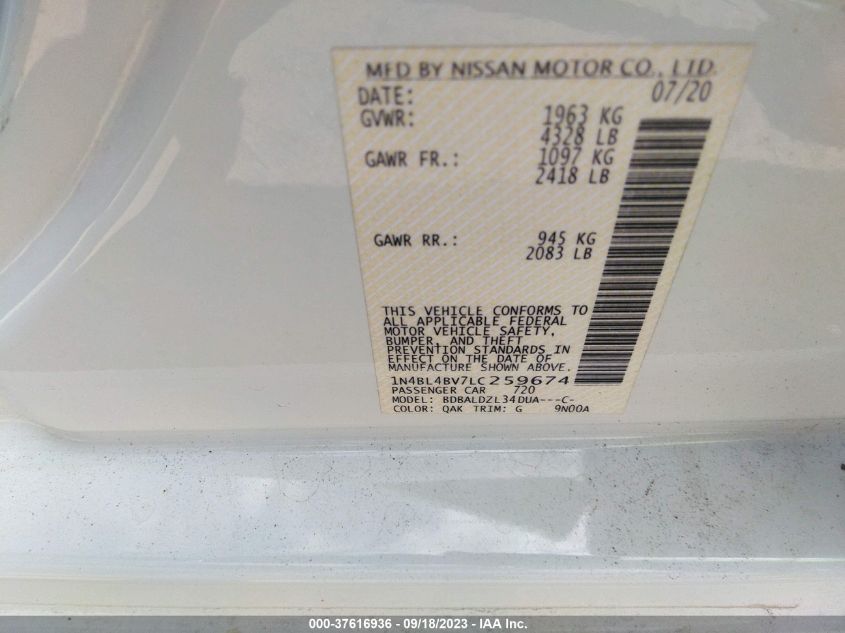 MFD BY NISSAN MOTOR CO., LTD.
DATE: 07/20
GVWR: 1963 KG
4328 LB
GAWR FR.: 1097 KG
2418 LB
GAWR RR.: 945 KG
2083 LB
THIS VEHICLE CONFORMS TO
ALL APPLICABLE FEDERAL
MOTOR VEHICLE SAFETY,
BUMPER, AND THEFT
PREVENTION STANDARDS IN
EFFECT ON THE DATE OF
MANUFACTURE SHOWN ABOVE.
1N4BL4BV7LC259674
PASSENGER CAR 720
MODEL: BDBALDZL34DUA---C-
COLOR: QAK TRIM: G 9N00A
000-37616936 - 09/18/2023 - IAA Inc.